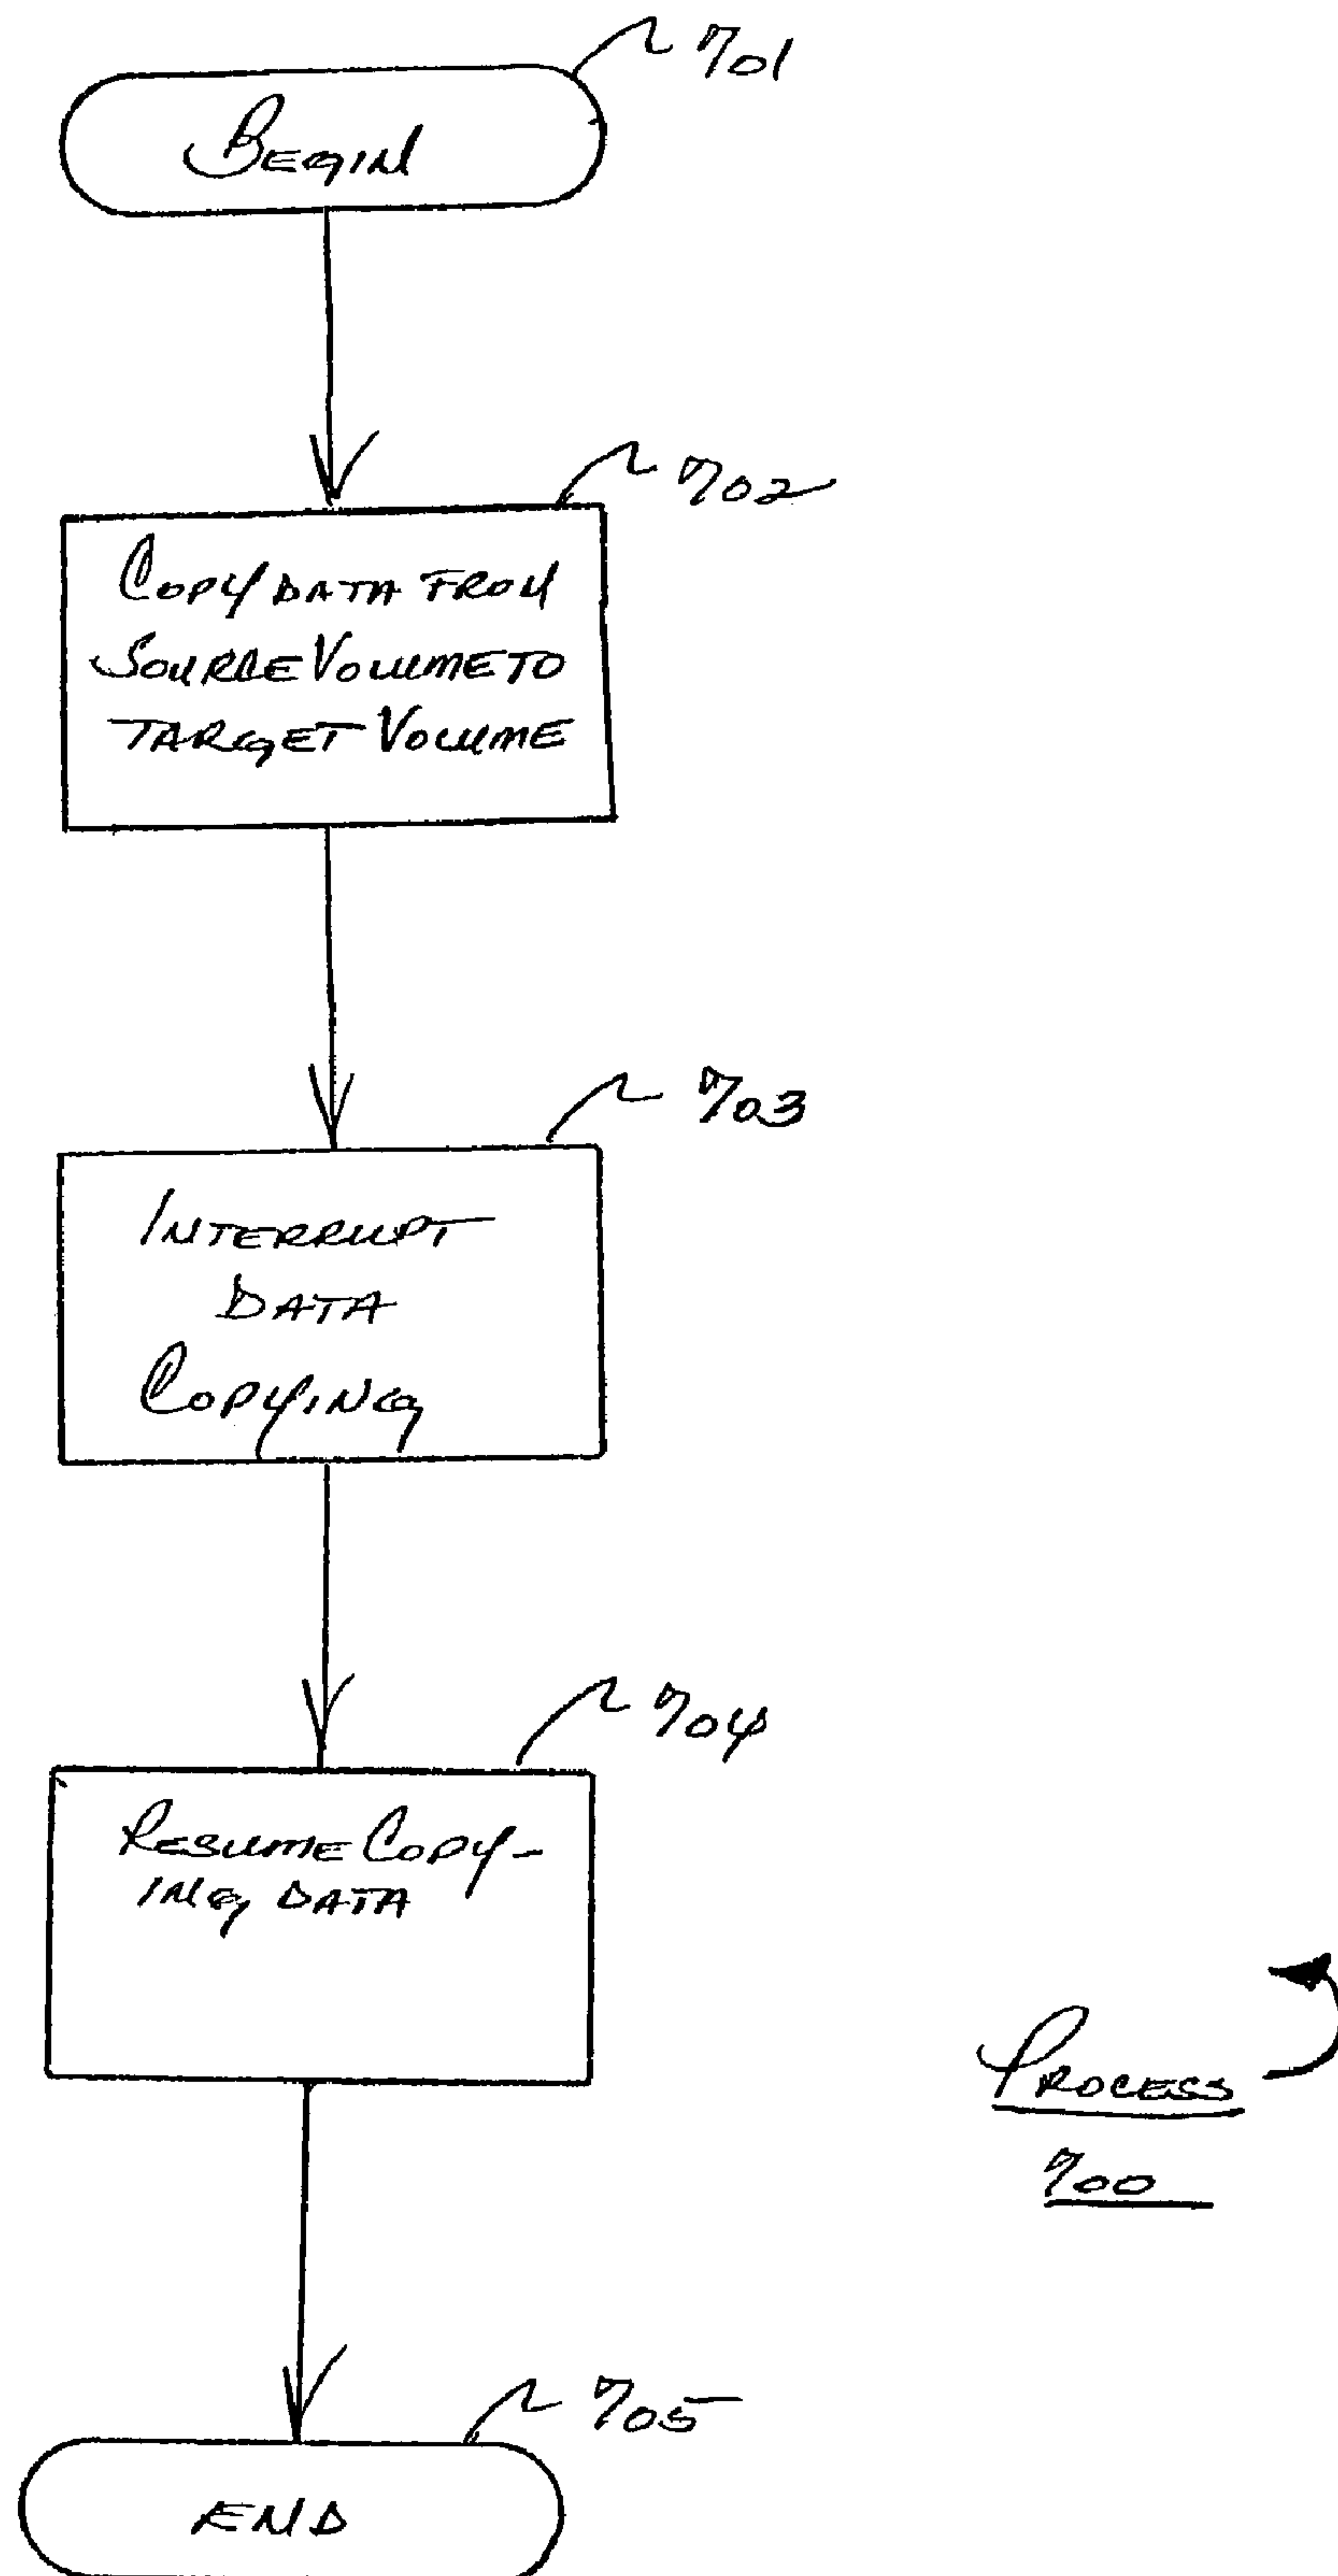 701
BEGIN
702
COPY DATA FROM
SOURCE VOLUME TO
TARGET VOLUME
703
INTERRUPT
DATA
COPYING
704
RESUME COPY-
ING DATA
PROCESS
700
705
END